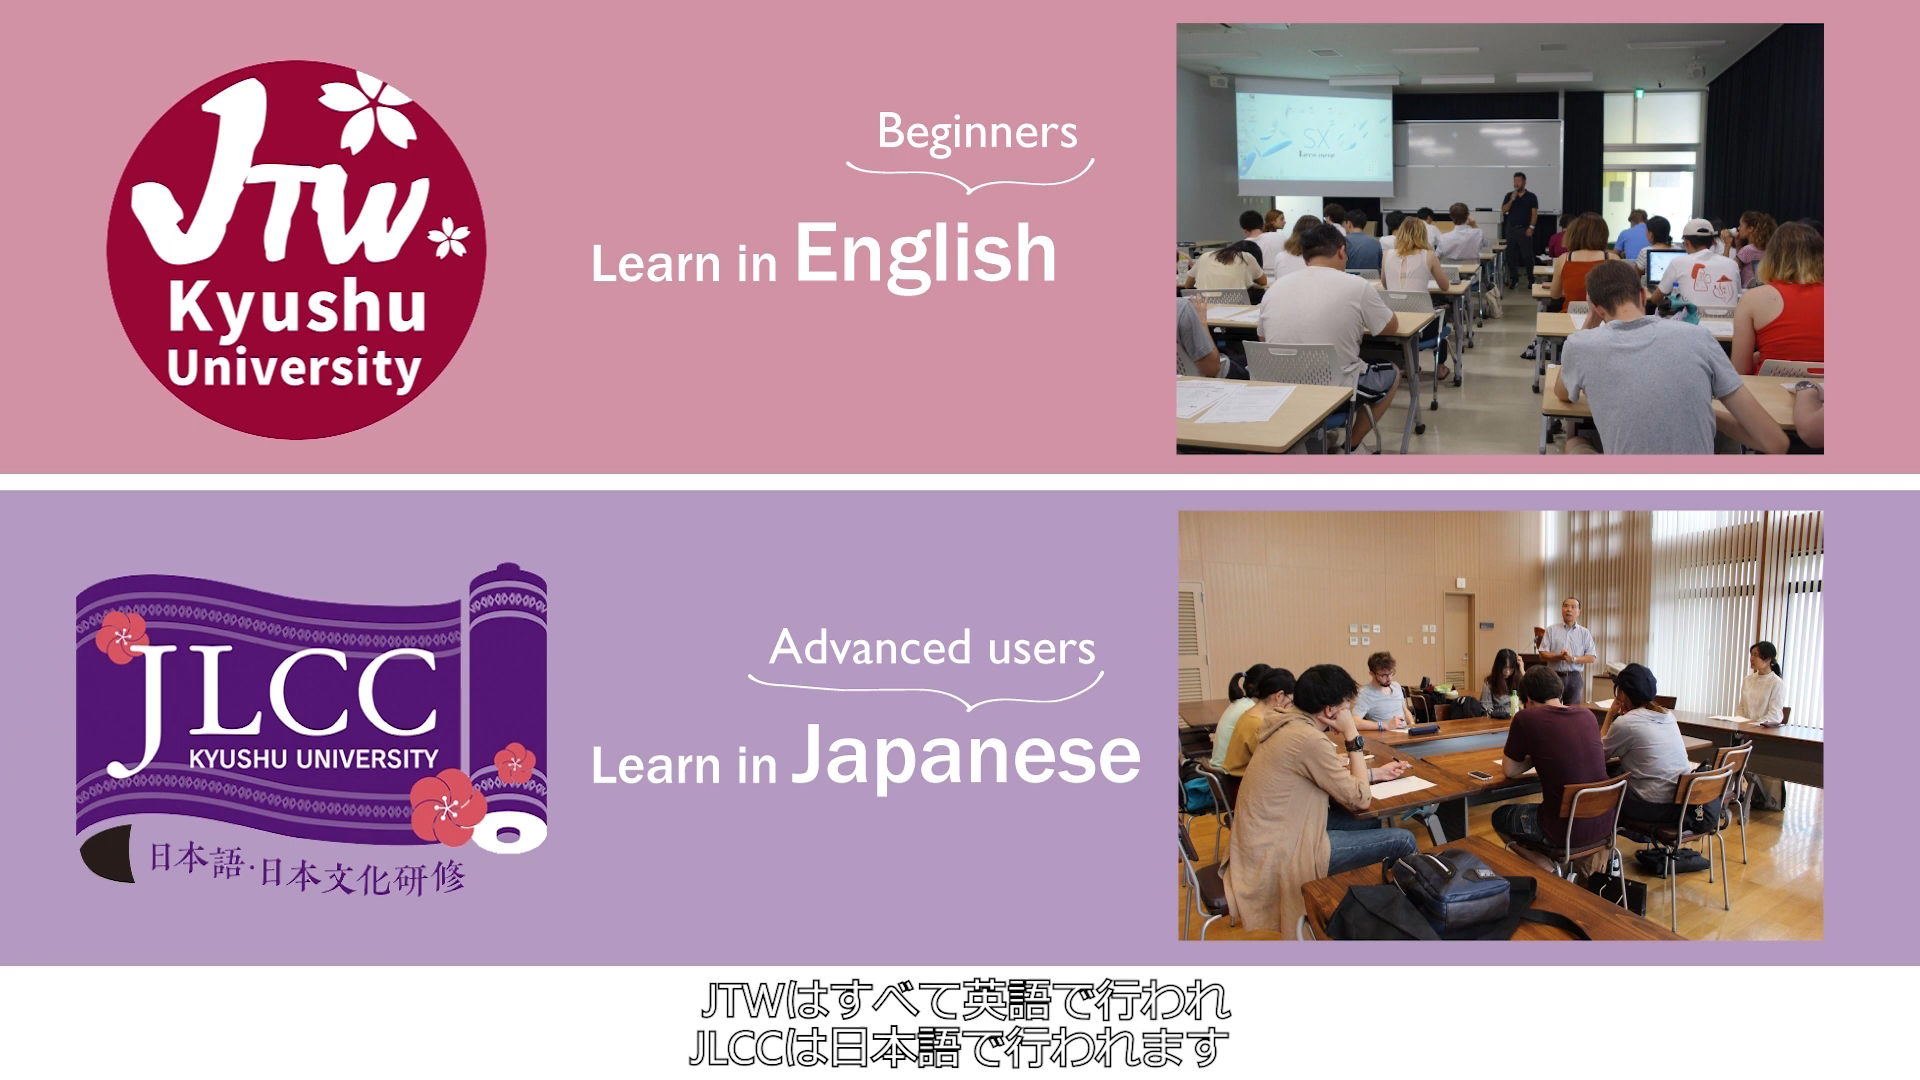 JTW
Kyushu
University
Beginners
Learn in English
SX
JLCC
KYUSHU UNIVERSITY
日本語・日本文化研修
Advanced users
Learn in Japanese
JTWはすべて英語で行われ
JLCCは日本語で行われます